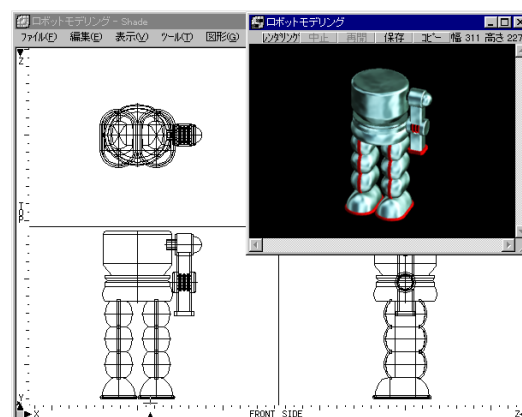 ロボットモデリング - Shade
ファイル(F) 編集(E) 表示(V) ツール(T) 図形(G)
ロボットモデリング
レンダリング 中止 再開 保存 コピー 幅 311 高さ 227
Z
TOP
Y
X
FRONT SIDE
Z